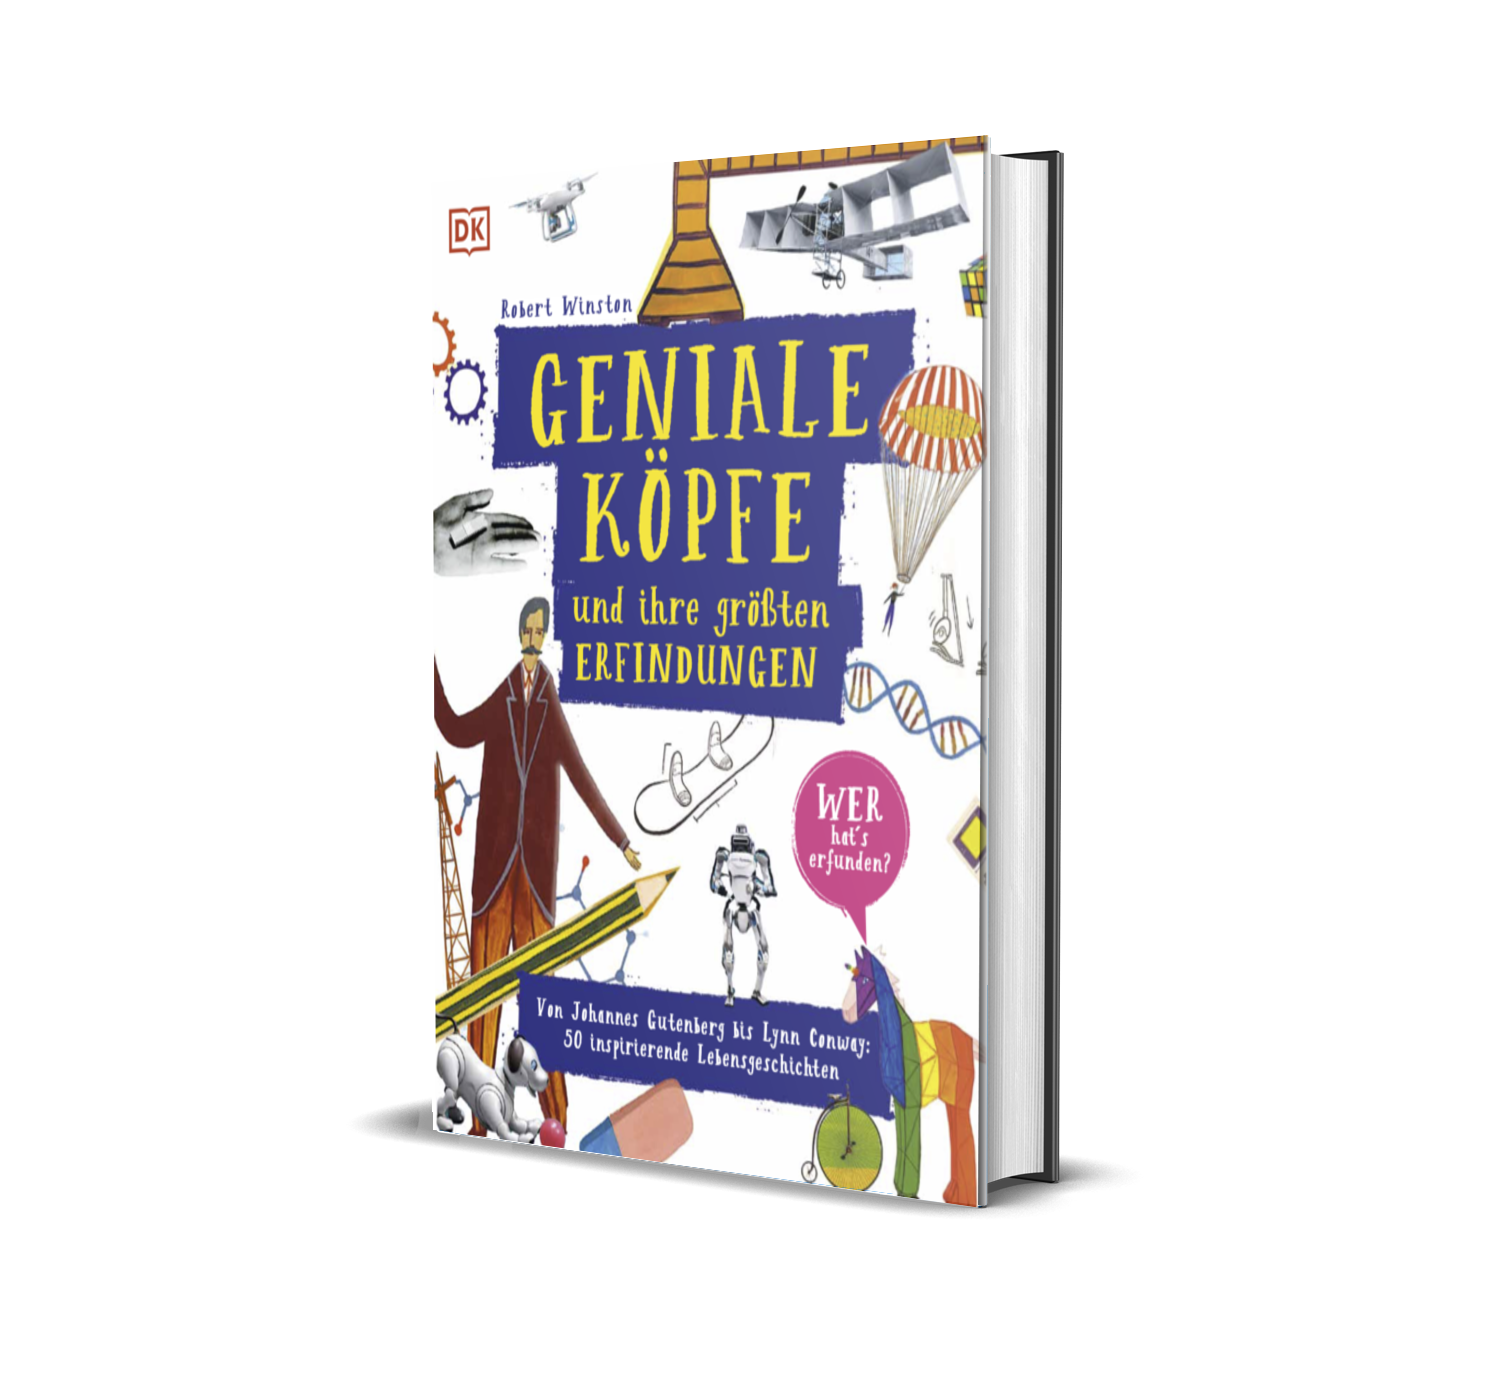 DK
Robert Winston
GENIALE
KÖPFE
und ihre größten
ERFINDUNGEN
WER
hat's
erfunden?
Von Johannes Gutenberg bis Lynn Conway:
50 inspirierende Lebensgeschichten